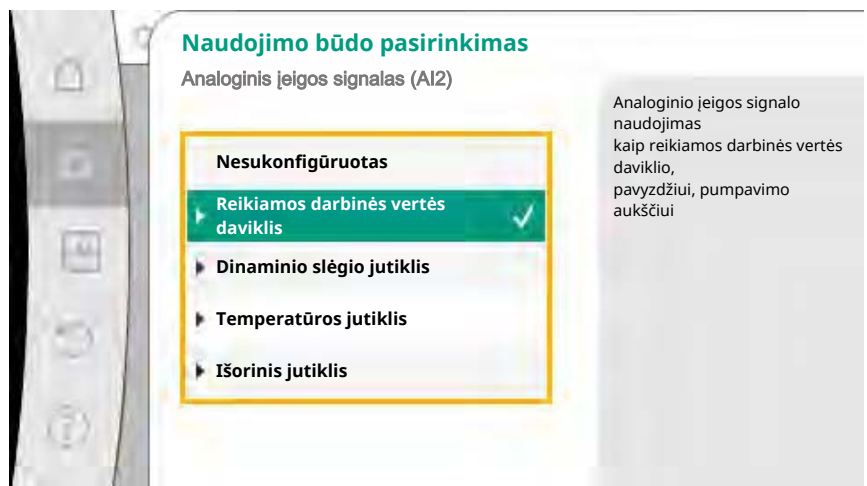 Naudojimo būdo pasirinkimas
Analoginis įeigos signalas (AI2)
Nesukonfigūruotas
Reikiamos darbinės vertės
daviklis
Dinaminio slėgio jutiklis
Temperatūros jutiklis
Išorinis jutiklis
Analoginio įeigos signalo
naudojimas
kaip reikiamos darbinės vertės
daviklio,
pavyzdžiui, pumpavimo
aukščiui